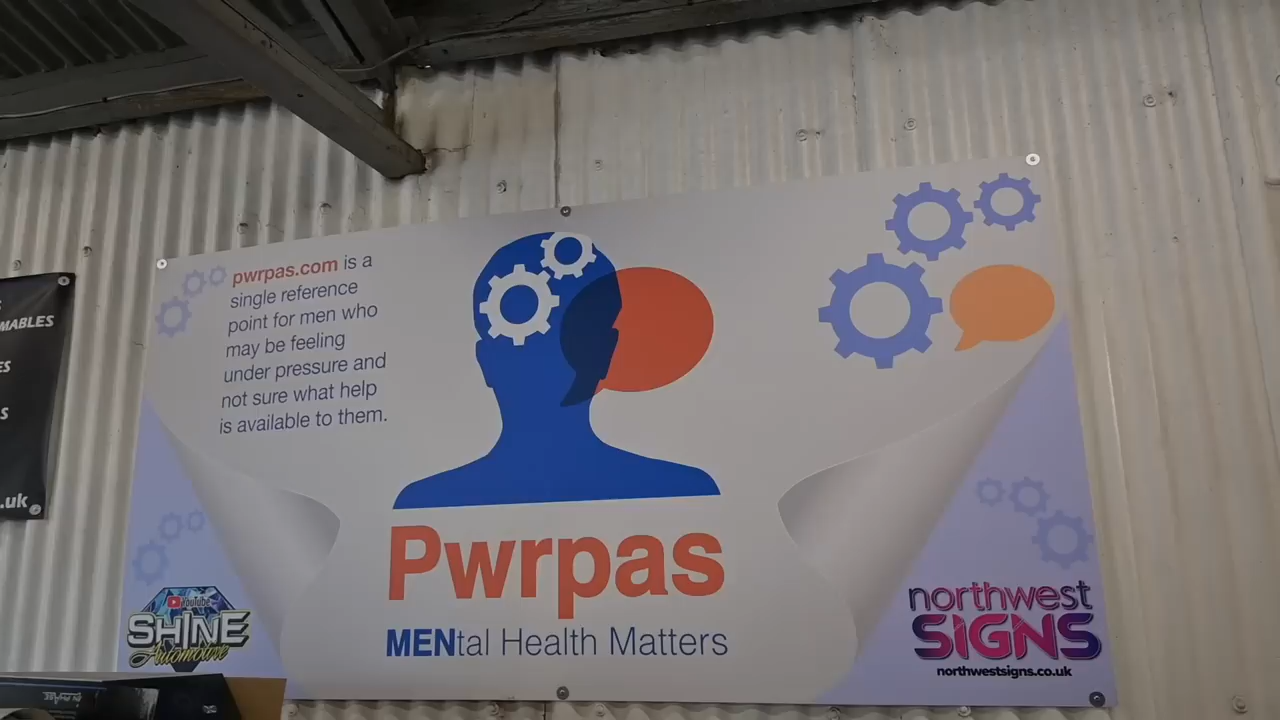 pwrpas.com is a
single reference
point for men who
may be feeling
under pressure and
not sure what help
is available to them.
Pwrpas
MENtal Health Matters
YouTube
SHINE
Automotive
northwest
SIGNS
northwestsigns.co.uk
MABLES
.uk